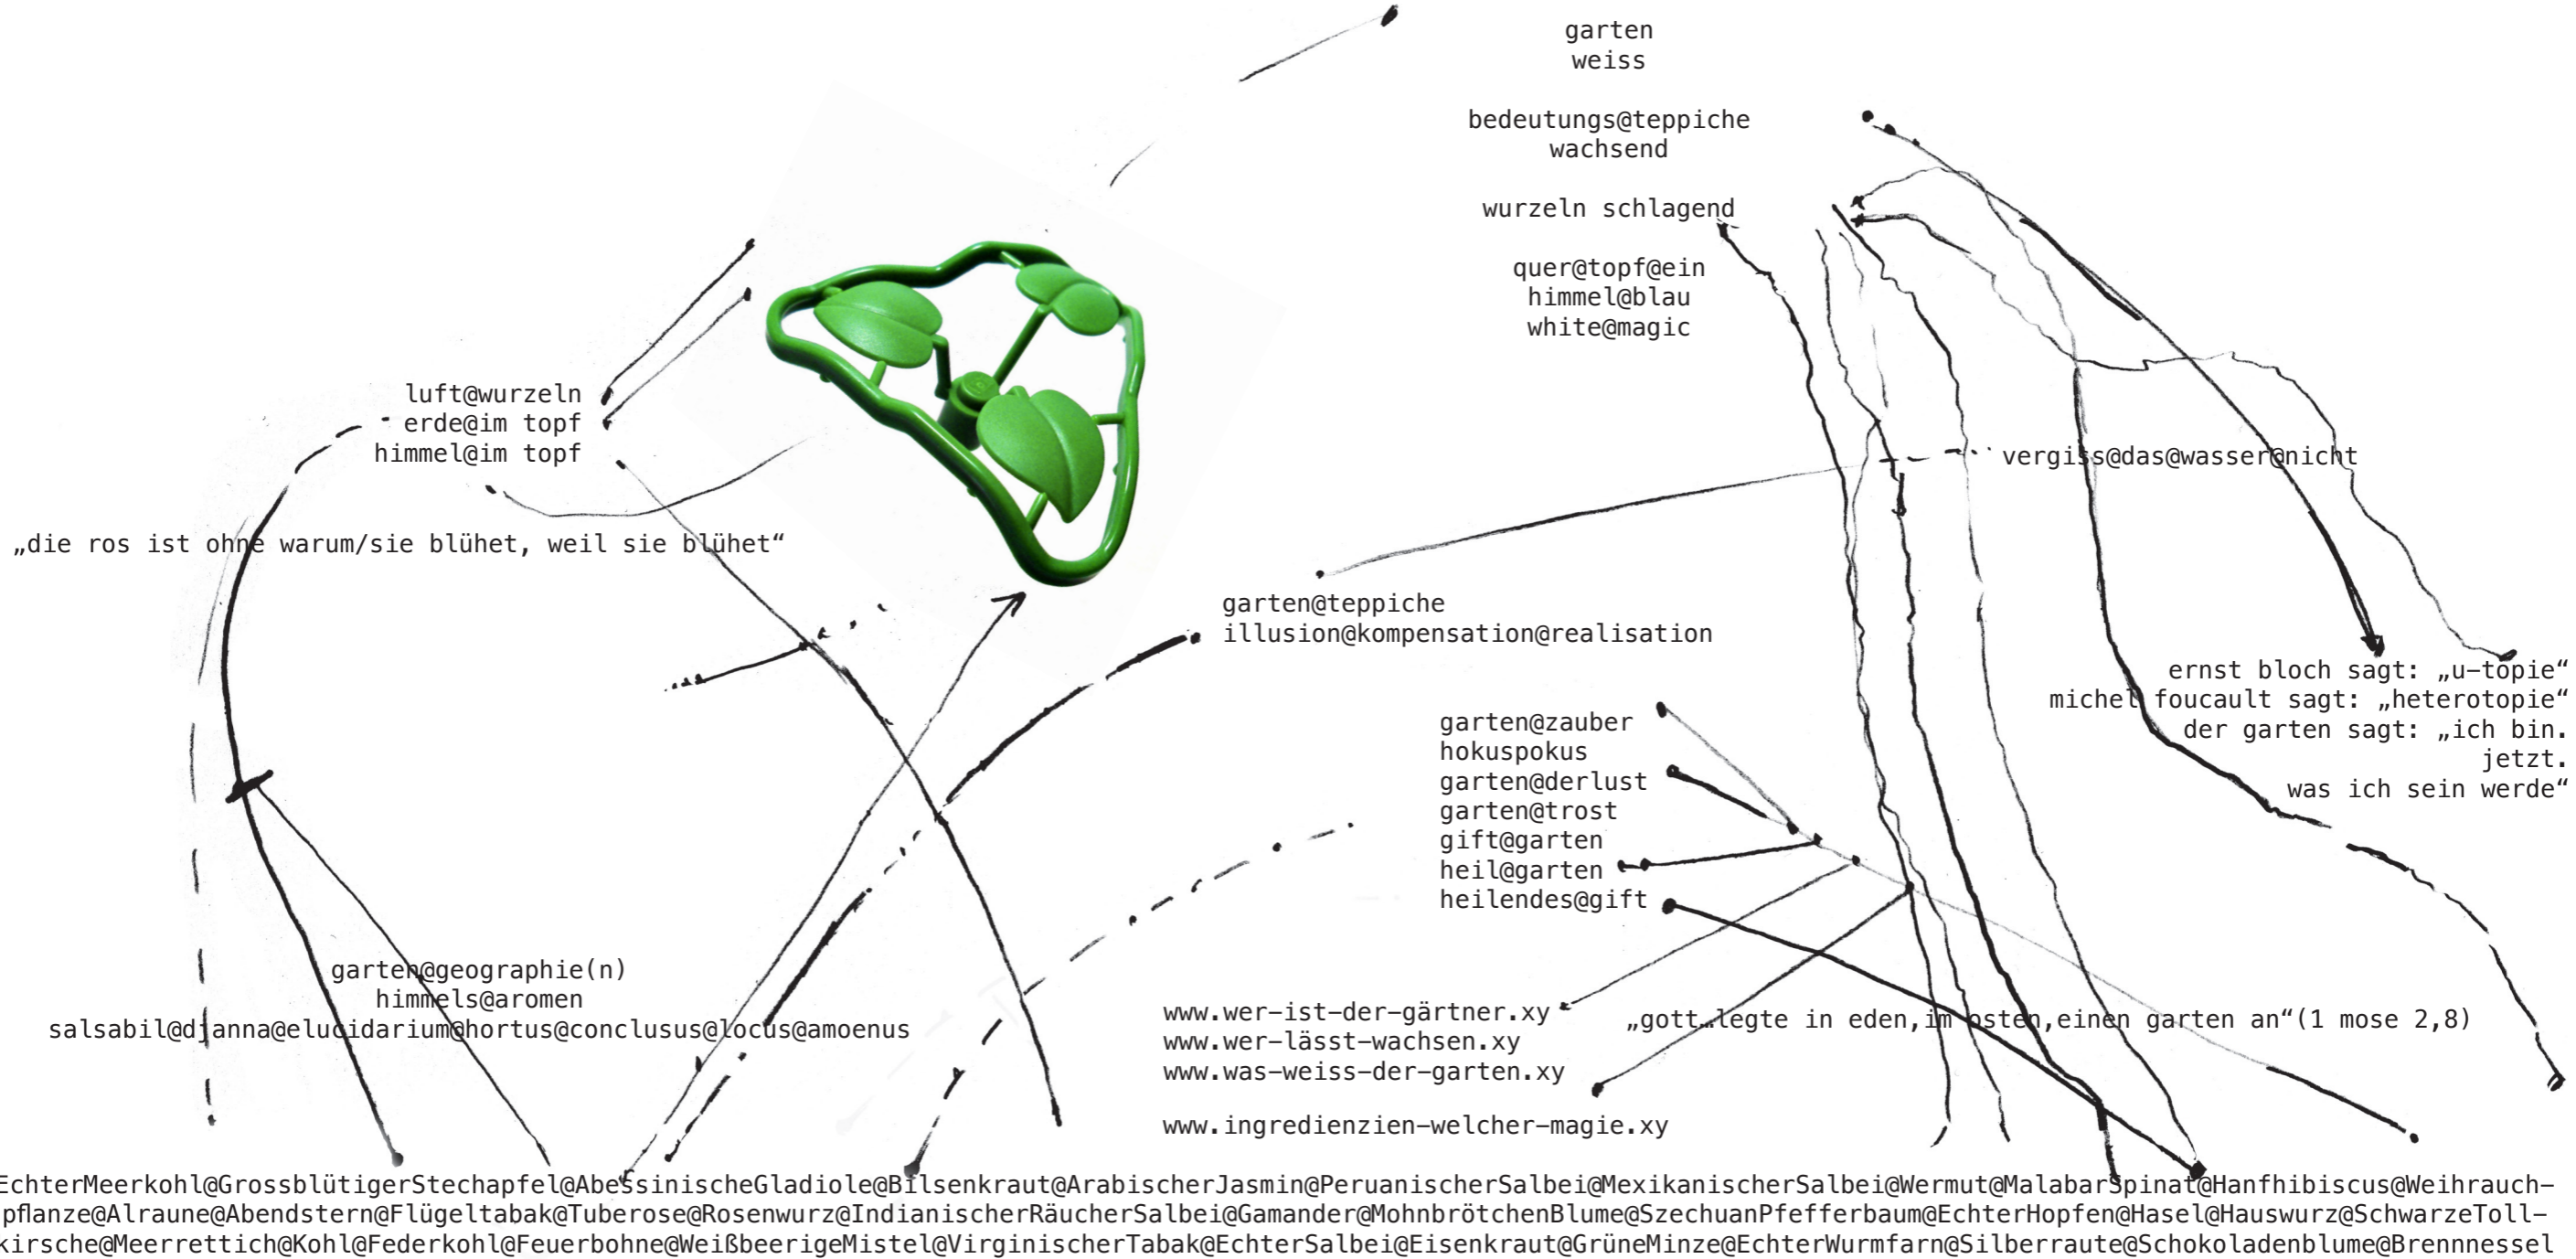 garten
weiss
bedeutungs@teppiche
wachsend
wurzeln schlagend
quer@topf@ein
himmel@blau
white@magic
luft@wurzeln
erde@im topf
himmel@im topf
vergiss@das@wasser@nicht
„die ros ist ohne warum/sie blühet, weil sie blühet“
garten@teppiche
illusion@kompensation@realisation
ernst bloch sagt: „u-topie“
michel foucault sagt: „heterotopie“
der garten sagt: „ich bin.
jetzt.
was ich sein werde“
garten@zauber
hokuspokus
garten@derlust
garten@trost
gift@garten
heil@garten
heilendes@gift
garten@geographie(n)
himmels@aromen
salsabil@djanna@elucidarium@hortus@conclusus@locus@amoenus
www.wer-ist-der-gärtner.xy
www.wer-lässt-wachsen.xy
www.was-weiss-der-garten.xy
www.ingredienzien-welcher-magie.xy
„gott…legte in eden,im osten,einen garten an“(1 mose 2,8)
EchterMeerkohl@GrossblütigerStechapfel@AbessinischeGladiole@Bilsenkraut@ArabischerJasmin@PeruanischerSalbei@MexikanischerSalbei@Wermut@MalabarSpinat@Hanfhibiscus@Weihrauch-
pflanze@Alraune@Abendstern@Flügeltabak@Tuberose@Rosenwurz@IndianischerRäucherSalbei@Gamander@MohnbrötchenBlume@SzechuanPfefferbaum@EchterHopfen@Hasel@Hauswurz@SchwarzeToll-
kirsche@Meerrettich@Kohl@Federkohl@Feuerbohne@WeißbeerigeMistel@VirginischerTabak@EchterSalbei@Eisenkraut@GrüneMinze@EchterWurmfarn@Silberraute@Schokoladenblume@Brennnessel